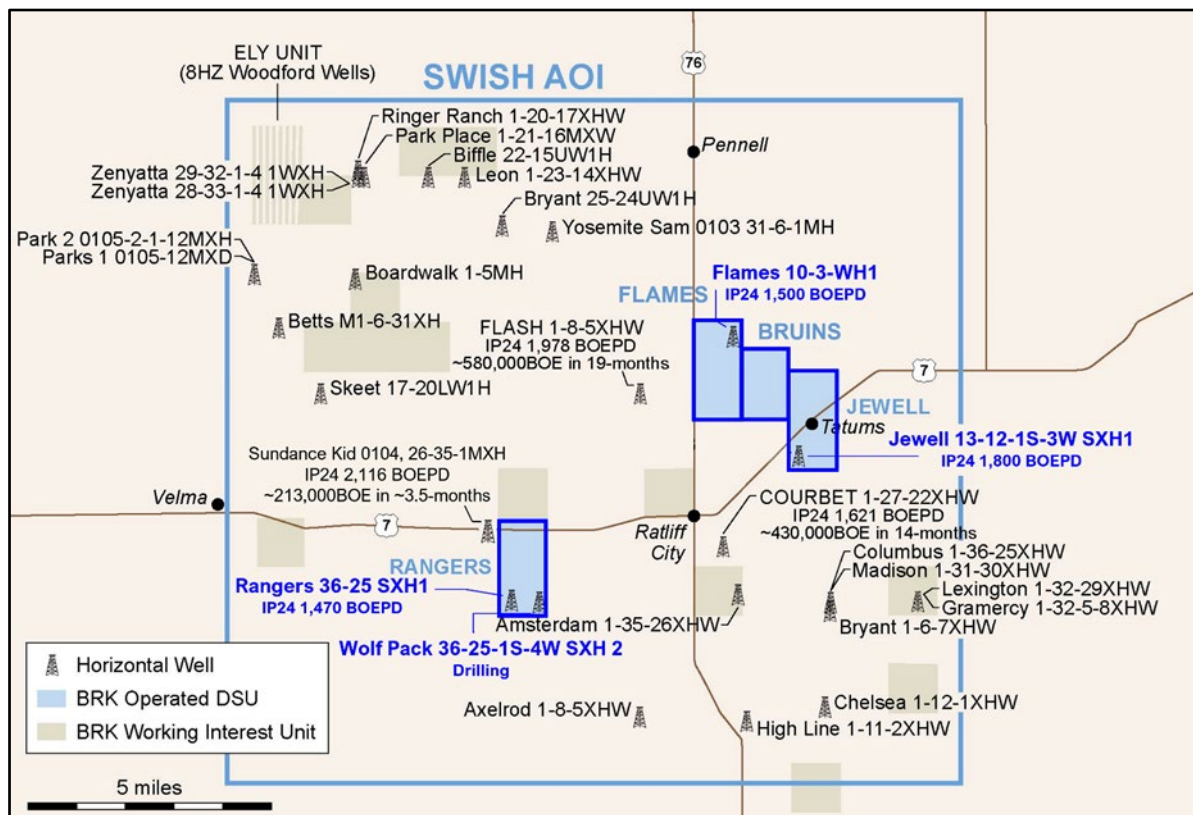 ELY UNIT
(8HZ Woodford Wells)
SWISH AOI
76
Ringer Ranch 1-20-17XHW
Park Place 1-21-16MXW
Biffle 22-15UW1H
Leon 1-23-14XHW
Zenyatta 29-32-1-4 1WXH
Zenyatta 28-33-1-4 1WXH
Pennell
Bryant 25-24UW1H
Yosemite Sam 0103 31-6-1MH
Park 2 0105-2-1-12MXH
Parks 1 0105-12MXD
Boardwalk 1-5MH
Flames 10-3-WH1
IP24 1,500 BOEPD
FLAMES
BRUINS
Betts M1-6-31XH
FLASH 1-8-5XHW
IP24 1,978 BOEPD
~580,000BOE in 19-months
7
Skeet 17-20LW1H
JEWELL
Tatums
Jewell 13-12-1S-3W SXH1
IP24 1,800 BOEPD
Sundance Kid 0104, 26-35-1MXH
IP24 2,116 BOEPD
~213,000BOE in ~3.5-months
Velma
7
Ratliff
City
COURBET 1-27-22XHW
IP24 1,621 BOEPD
~430,000BOE in 14-months
Columbus 1-36-25XHW
Madison 1-31-30XHW
Lexington 1-32-29XHW
Gramercy 1-32-5-8XHW
Bryant 1-6-7XHW
RANGERS
Rangers 36-25 SXH1
IP24 1,470 BOEPD
Amsterdam 1-35-26XHW
Wolf Pack 36-25-1S-4W SXH 2
Drilling
Horizontal Well
BRK Operated DSU
BRK Working Interest Unit
Axelrod 1-8-5XHW
Chelsea 1-12-1XHW
High Line 1-11-2XHW
5 miles